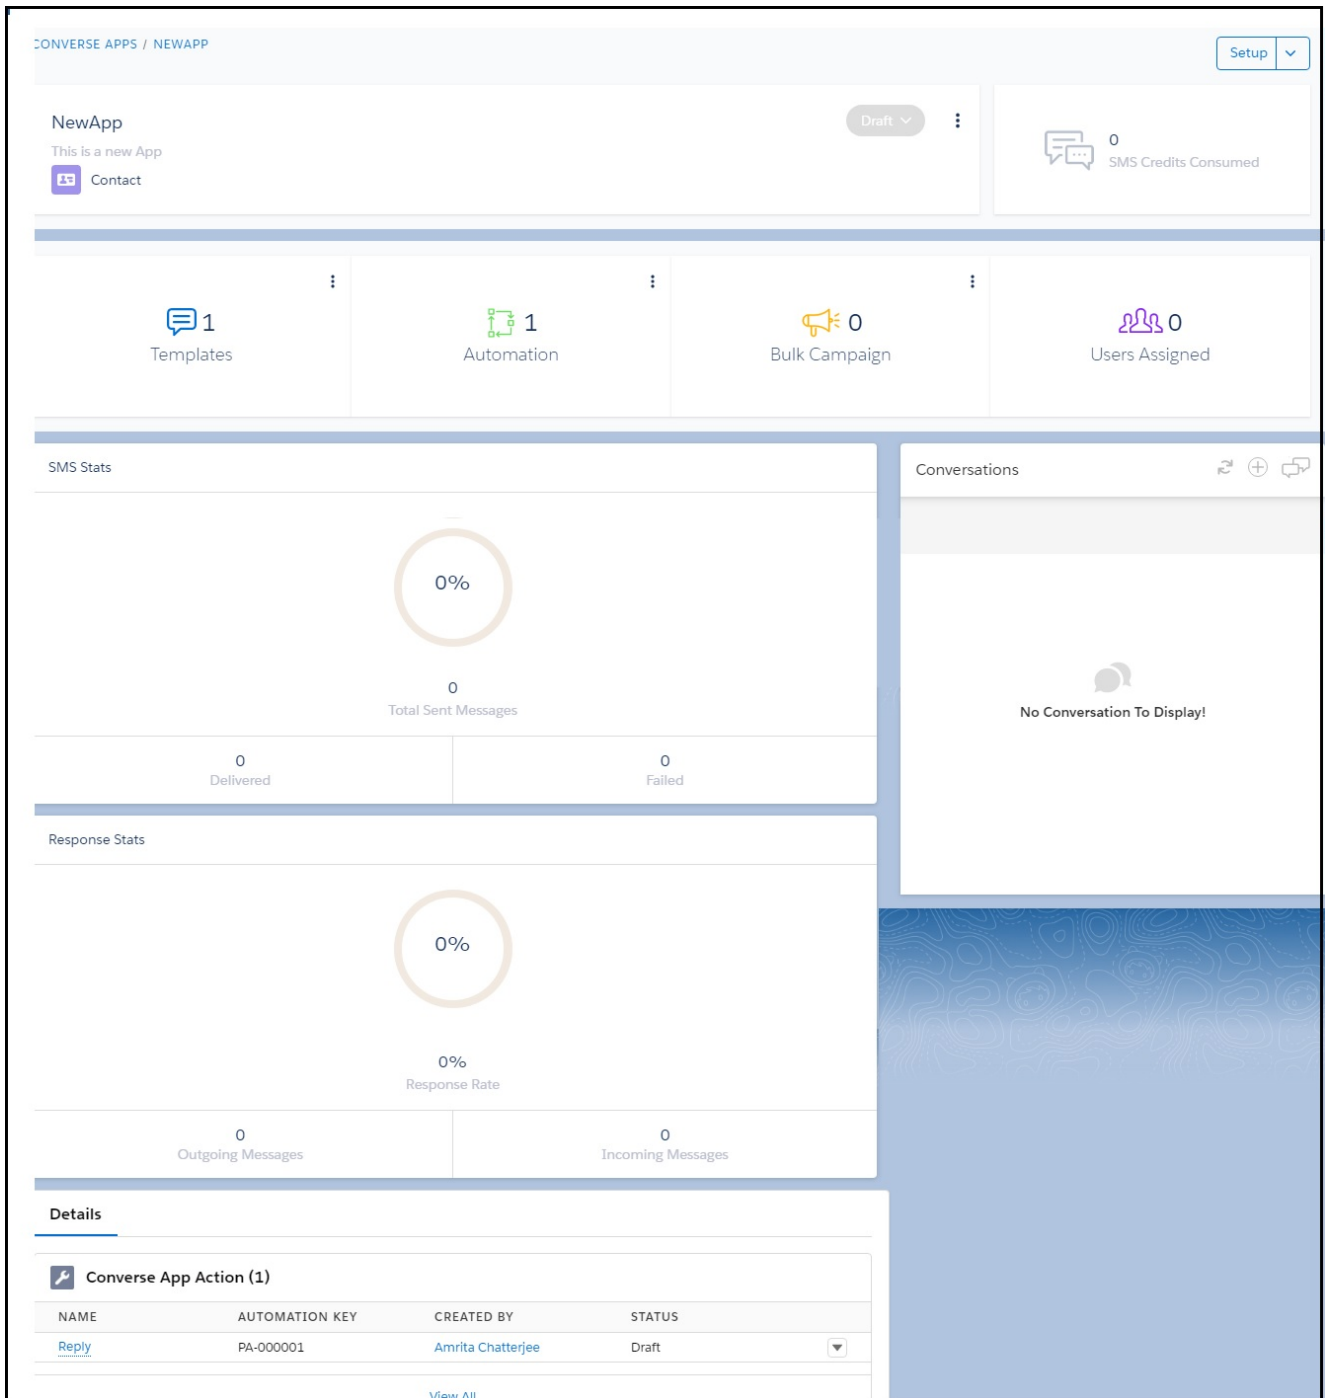 CONVERSE APPS / NEWAPP
Setup
NewApp
Draft
This is a new App
Contact
0
SMS Credits Consumed
1
Templates
1
Automation
0
Bulk Campaign
0
Users Assigned
SMS Stats
0%
0
Total Sent Messages
0
Delivered
0
Failed
Conversations
No Conversation To Display!
Response Stats
0%
0%
Response Rate
0
Outgoing Messages
0
Incoming Messages
Details
Converse App Action (1)
NAME AUTOMATION KEY CREATED BY STATUS
Reply PA-000001 Amrita Chatterjee Draft
View All